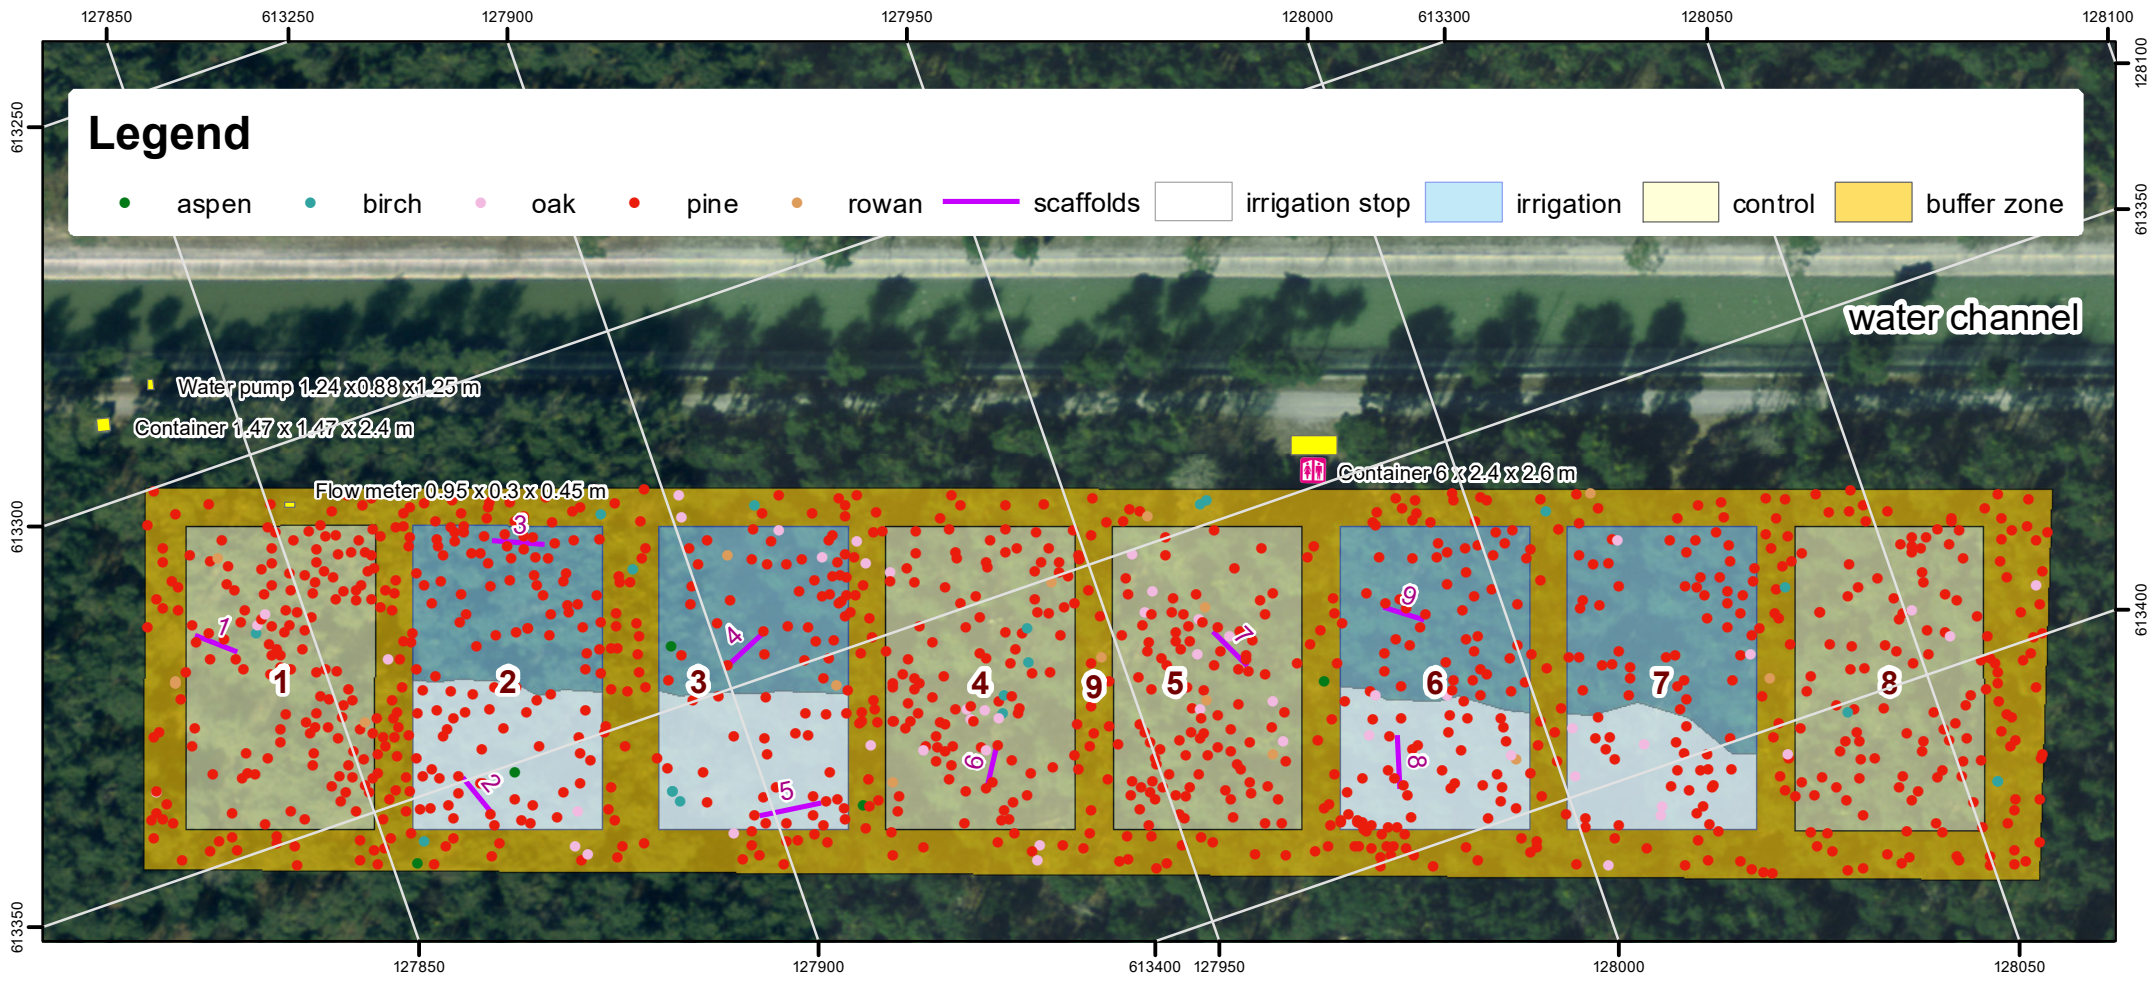 127850 613250 127900 127950 128000 613300 128050 128100
128100
613250
Legend
aspen birch oak pine rowan scaffolds irrigation stop irrigation control buffer zone
613350
water channel
Water pump 1.24 x0.88 x1.25 m
Container 1.47 x 1.47 x 2.4 m
Container 6 x 2.4 x 2.6 m
Flow meter 0.95 x 0.3 x 0.45 m
613300
3
9
613400
1
4
7
1 2 3 4 9 5 6 7 8
6
8
2
5
613350
127850 127900 613400 127950 128000 128050